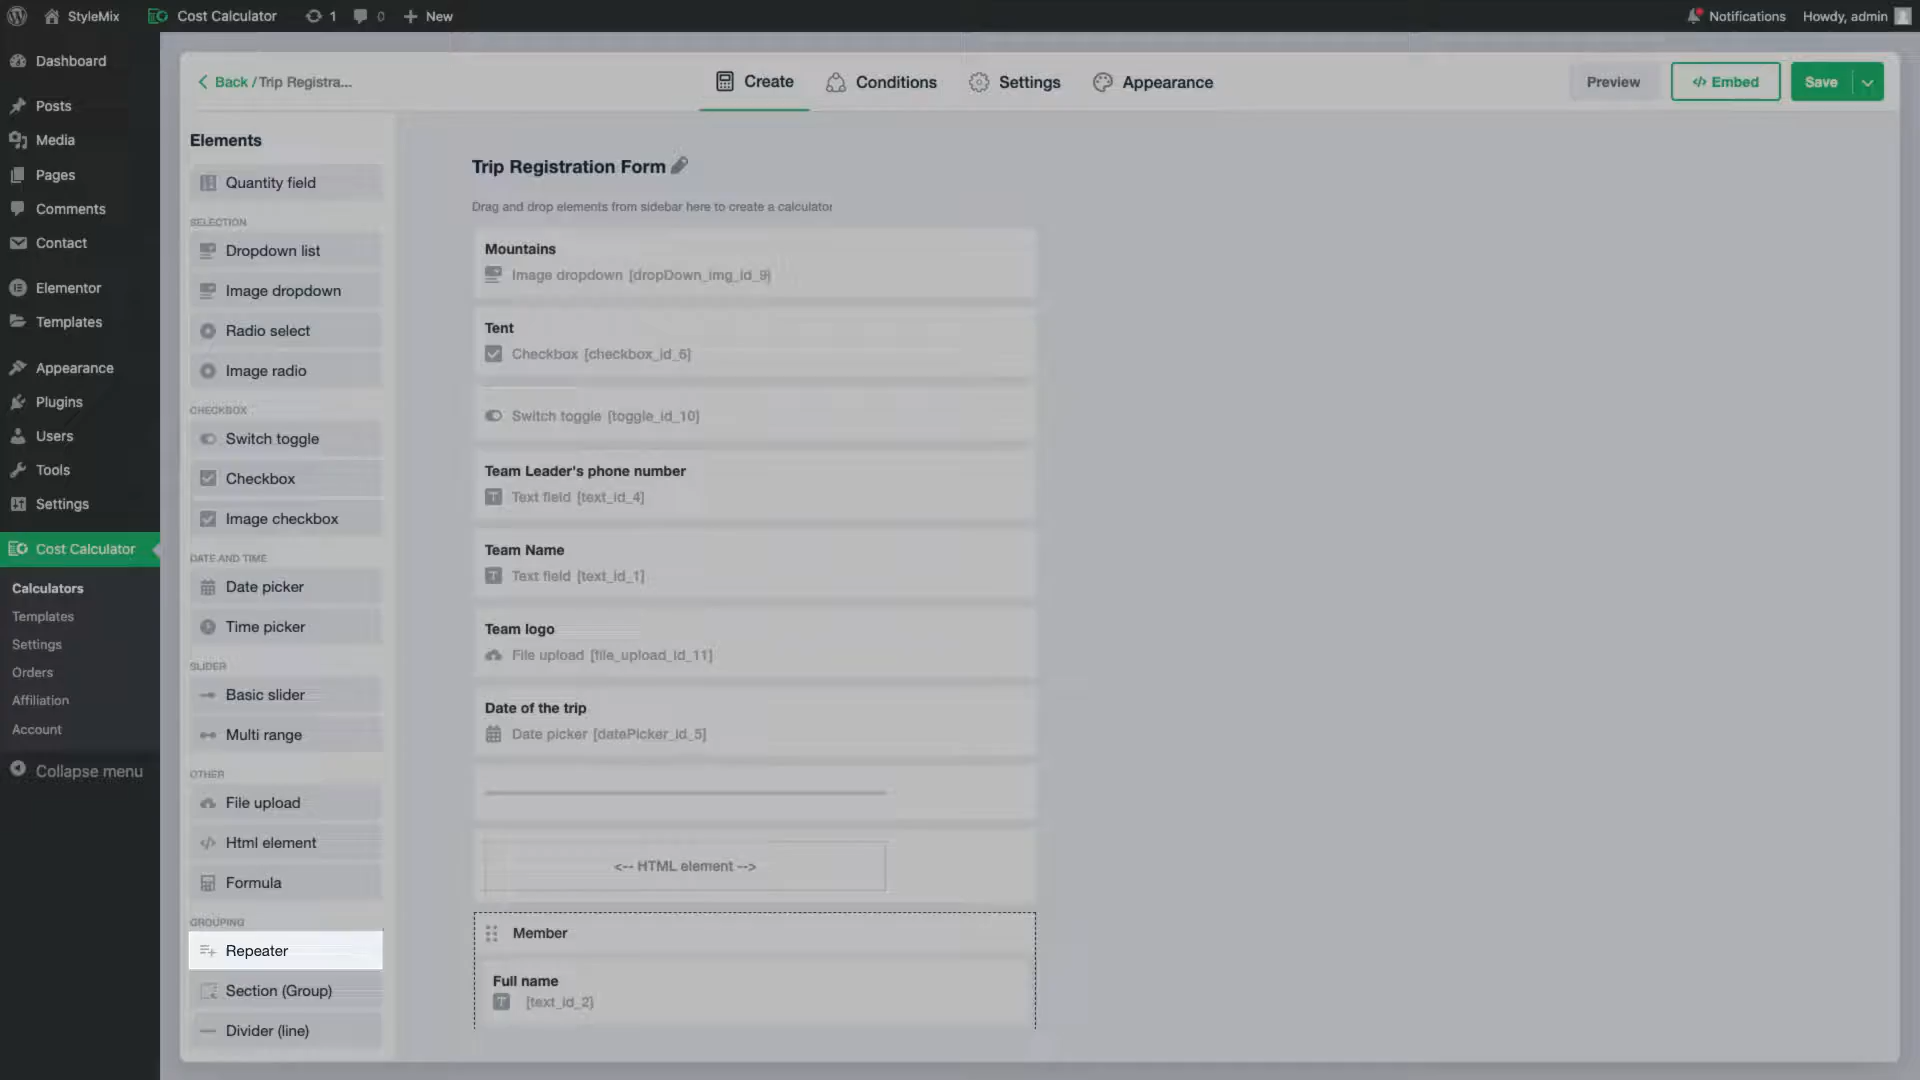 StyleMix
Cost Calculator
1
0
New
Notifications
Howdy, admin
Dashboard
Posts
Media
Pages
Comments
Contact
Elementor
Templates
Appearance
Plugins
Users
Tools
Settings
Cost Calculator
Calculators
Templates
Settings
Orders
Affiliation
Account
Collapse menu
Back / Trip Registra...
Create
Conditions
Settings
Appearance
Preview
Embed
Save
Elements
Quantity field
SELECTION
Dropdown list
Image dropdown
Radio select
Image radio
CHECKBOX
Switch toggle
Checkbox
Image checkbox
DATE AND TIME
Date picker
Time picker
SLIDER
Basic slider
Multi range
OTHER
File upload
Html element
Formula
GROUPING
Repeater
Section (Group)
Divider (line)
Trip Registration Form
Drag and drop elements from sidebar here to create a calculator
Mountains
Image dropdown [dropDown_img_id_9]
Tent
Checkbox [checkbox_id_6]
Switch toggle [toggle_id_10]
Team Leader's phone number
Text field [text_id_4]
Team Name
Text field [text_id_1]
Team logo
File upload [file_upload_id_11]
Date of the trip
Date picker [datePicker_id_5]
<-- HTML element -->
Member
Full name
[text_id_2]